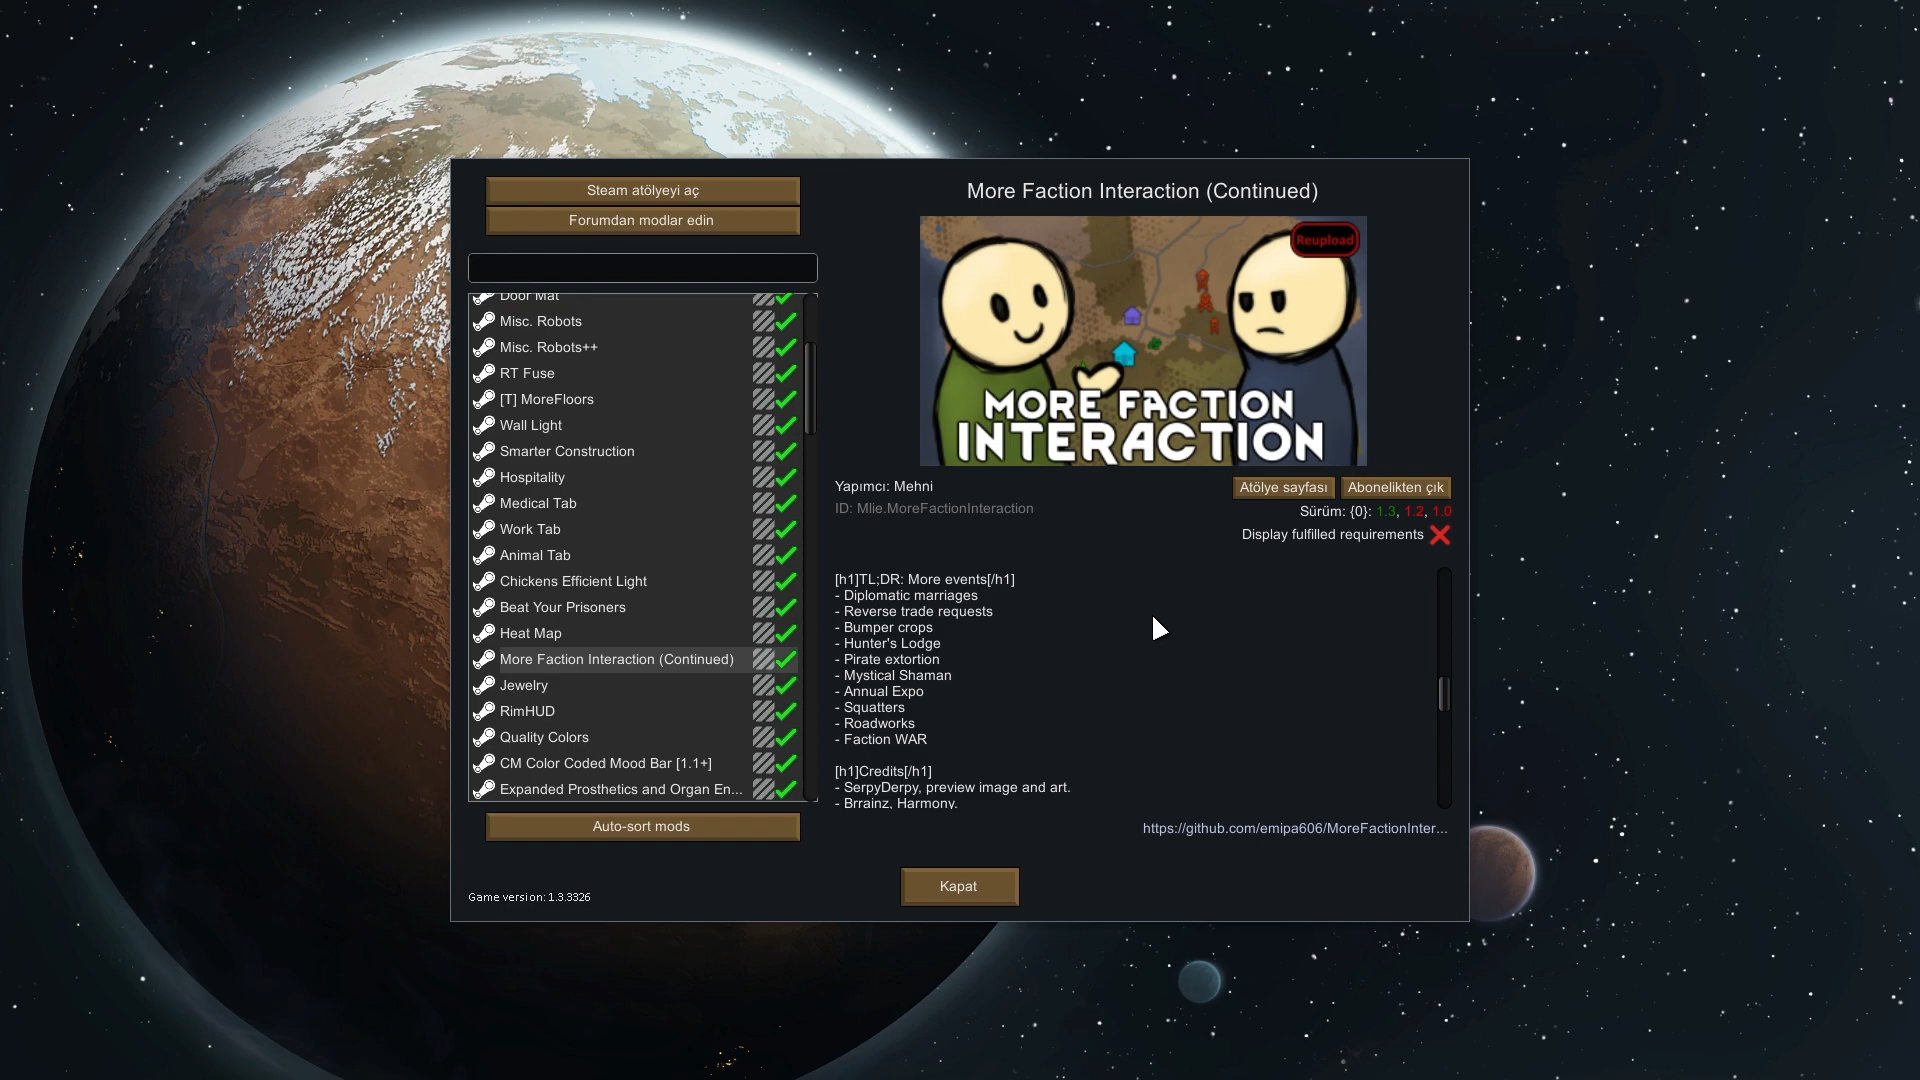 Steam atölyeyi aç
Forumdan modlar edin
Door Mat
Misc. Robots
Misc. Robots++
RT Fuse
[T] MoreFloors
Wall Light
Smarter Construction
Hospitality
Medical Tab
Work Tab
Animal Tab
Chickens Efficient Light
Beat Your Prisoners
Heat Map
More Faction Interaction (Continued)
Jewelry
RimHUD
Quality Colors
CM Color Coded Mood Bar [1.1+]
Expanded Prosthetics and Organ En...
Auto-sort mods
Game version: 1.3.3326
More Faction Interaction (Continued)
Reupload
MORE FACTION
INTERACTION
Yapımcı: Mehni
Atölye sayfası
Abonelikten çık
ID: Mlie.MoreFactionInteraction
Sürüm: {0}: 1.3, 1.2, 1.0
Display fulfilled requirements
[h1]TL;DR: More events[/h1]
- Diplomatic marriages
- Reverse trade requests
- Bumper crops
- Hunter's Lodge
- Pirate extortion
- Mystical Shaman
- Annual Expo
- Squatters
- Roadworks
- Faction WAR
[h1]Credits[/h1]
- SerpyDerpy, preview image and art.
- Brrainz, Harmony.
https://github.com/emipa606/MoreFactionInter...
Kapat